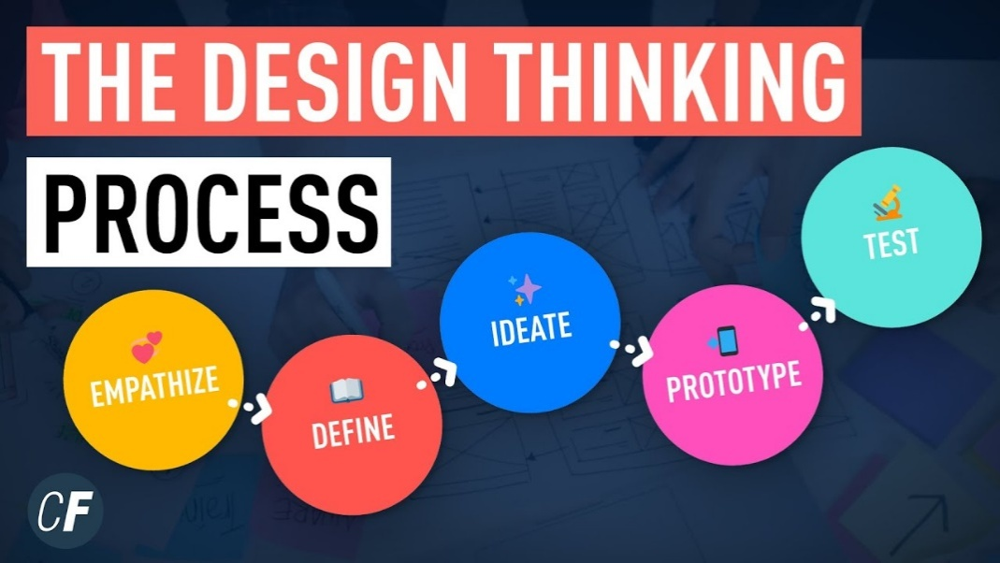 THE DESIGN THINKING
PROCESS
EMPATHIZE
DEFINE
IDEATE
PROTOTYPE
TEST
CF